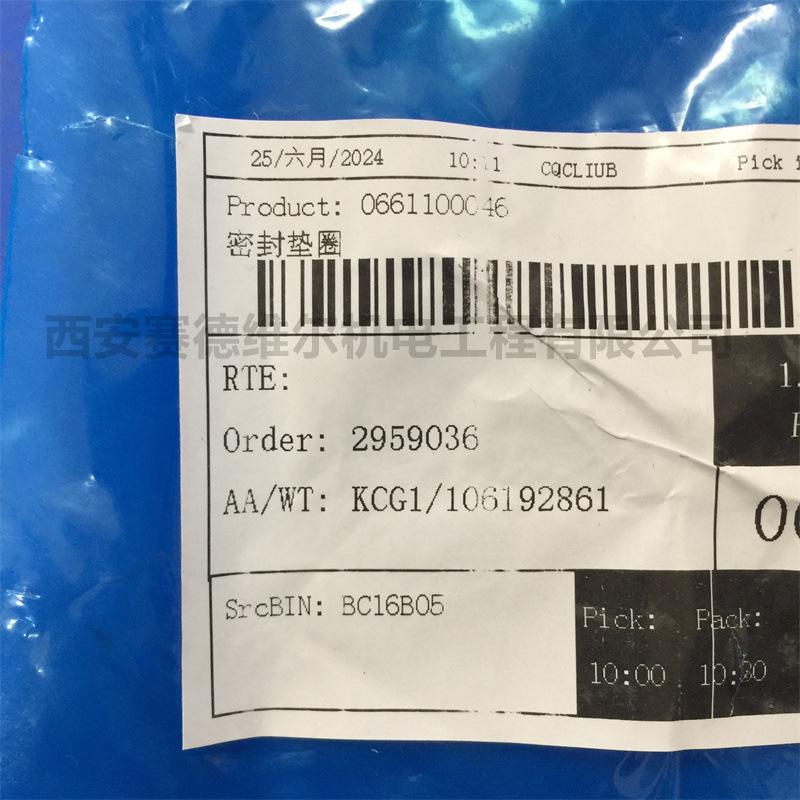 25/六月/2024 10:11 CQCLIUB Pick
Product: 0661100046
密封垫圈
西安赛德维尔机电工程有限公司
RTE:
Order: 2959036
AA/WT: KCG1/106192861
SrcBIN: BC16B05
Pick: Pack:
10:00 10:20